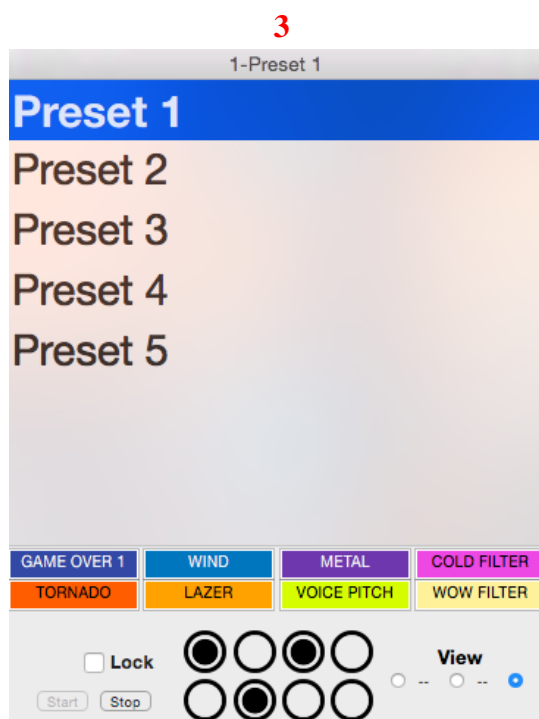 3
1-Preset 1
Preset 1
Preset 2
Preset 3
Preset 4
Preset 5
GAME OVER 1 WIND METAL COLD FILTER
TORNADO LAZER VOICE PITCH WOW FILTER
Lock View
-- --
Start Stop